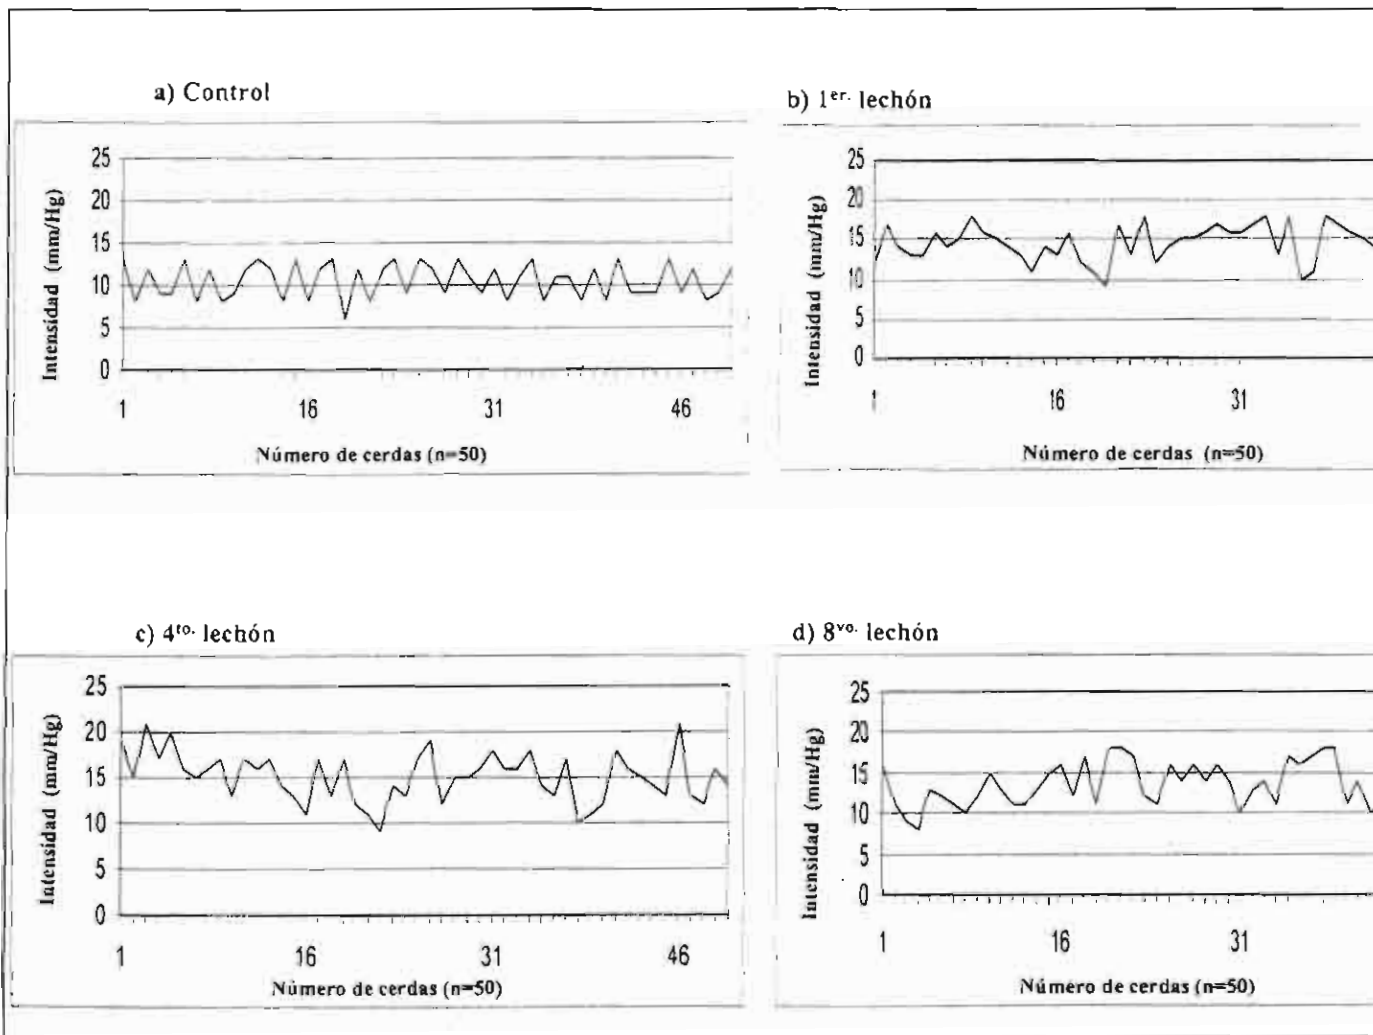 a) Control
Intensidad (mm/Hg)
25
20
15
10
5
0
1 16 31 46
Número de cerdas (n=50)
b) 1er. lechón
Intensidad (mm/Hg)
25
20
15
10
5
0
1 16 31
Número de cerdas (n=50)
c) 4to. lechón
Intensidad (mm/Hg)
25
20
15
10
5
0
1 16 31 46
Número de cerdas (n=50)
d) 8vo. lechón
Intensidad (mm/Hg)
25
20
15
10
5
0
1 16 31
Número de cerdas (n=50)